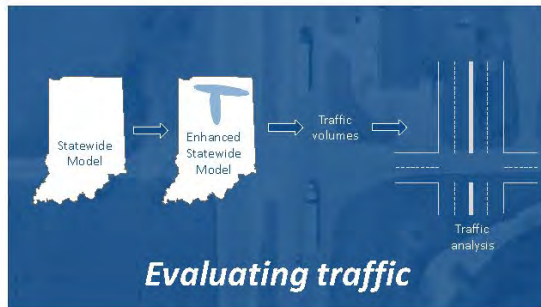 Statewide
Model
Enhanced
Statewide
Model
Traffic
volumes
Traffic
analysis
Evaluating traffic